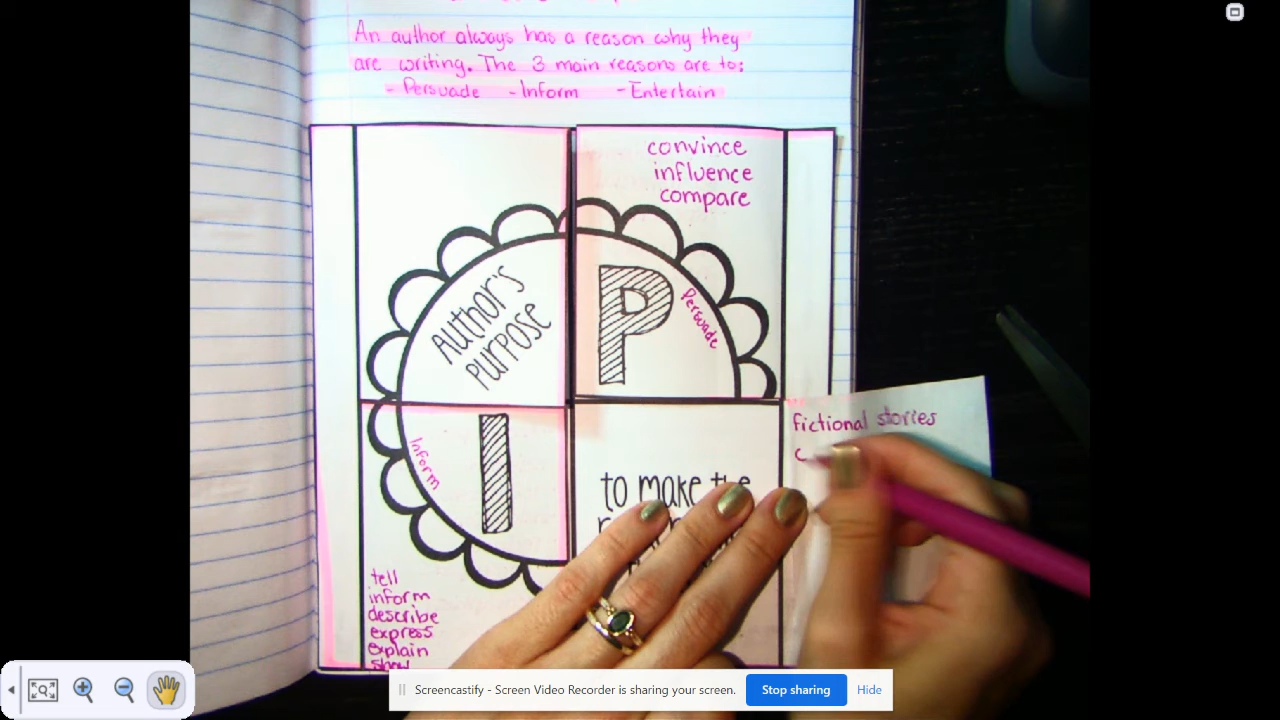 An author always has a reason why they
are writing. The 3 main reasons are to:
- Persuade - Inform - Entertain
convince
influence
compare
Author's
purpose
P
Persuade
I
Inform
fictional stories
c
to make the
tell
inform
describe
express
explain
show
Screencastify - Screen Video Recorder is sharing your screen.
Stop sharing
Hide